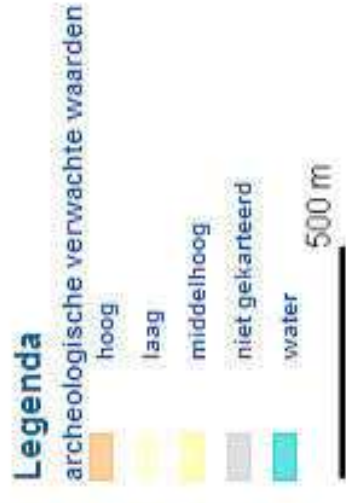 Legenda
archeologische verwachte waarden
hoog
laag
middelhoog
niet gekarteerd
water
500 m